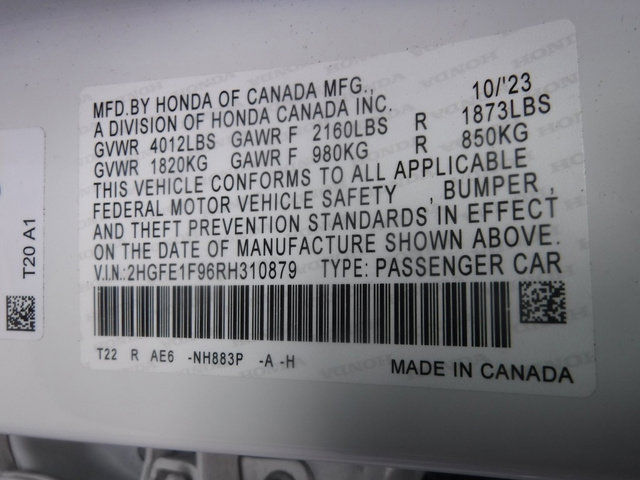 MFD.BY HONDA OF CANADA MFG., 10/'23
A DIVISION OF HONDA CANADA INC.
GVWR 4012LBS GAWR F 2160LBS R 1873LBS
GVWR 1820KG GAWR F 980KG R 850KG
THIS VEHICLE CONFORMS TO ALL APPLICABLE
FEDERAL MOTOR VEHICLE SAFETY , BUMPER ,
AND THEFT PREVENTION STANDARDS IN EFFECT
ON THE DATE OF MANUFACTURE SHOWN ABOVE.
V.I.N.:2HGFE1F96RH310879 TYPE: PASSENGER CAR
T22 R AE6 -NH883P -A -H
MADE IN CANADA
T20 A1